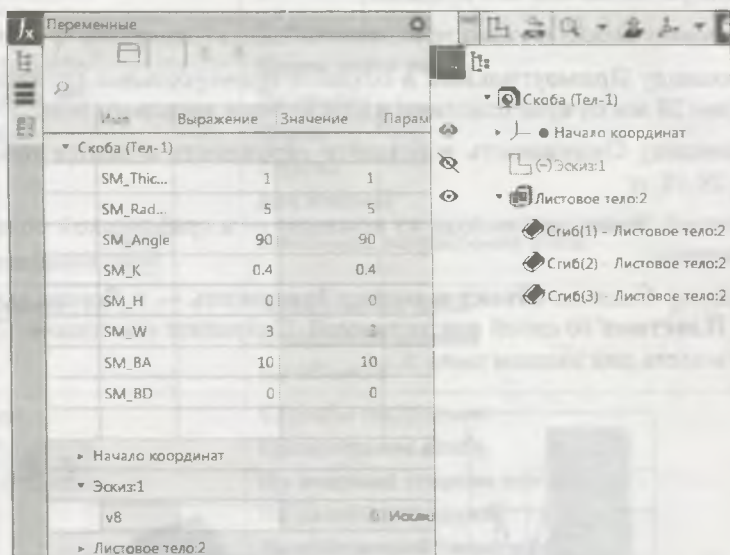 fx Переменные
Имя Выражение Значение Парам
Скоба (Тел-1)
SM_Thic... 1 1
SM_Rad... 5 5
SM_Angle 90 90
SM_K 0.4 0.4
SM_H 0 0
SM_W 3 3
SM_BA 10 10
SM_BD 0 0
Начало координат
Эскиз:1
v8 0 Исклю
Листовое тело:2
Скоба (Тел-1)
Начало координат
(-)Эскиз:1
Листовое тело:2
Сгиб(1) - Листовое тело:2
Сгиб(2) - Листовое тело:2
Сгиб(3) - Листовое тело:2